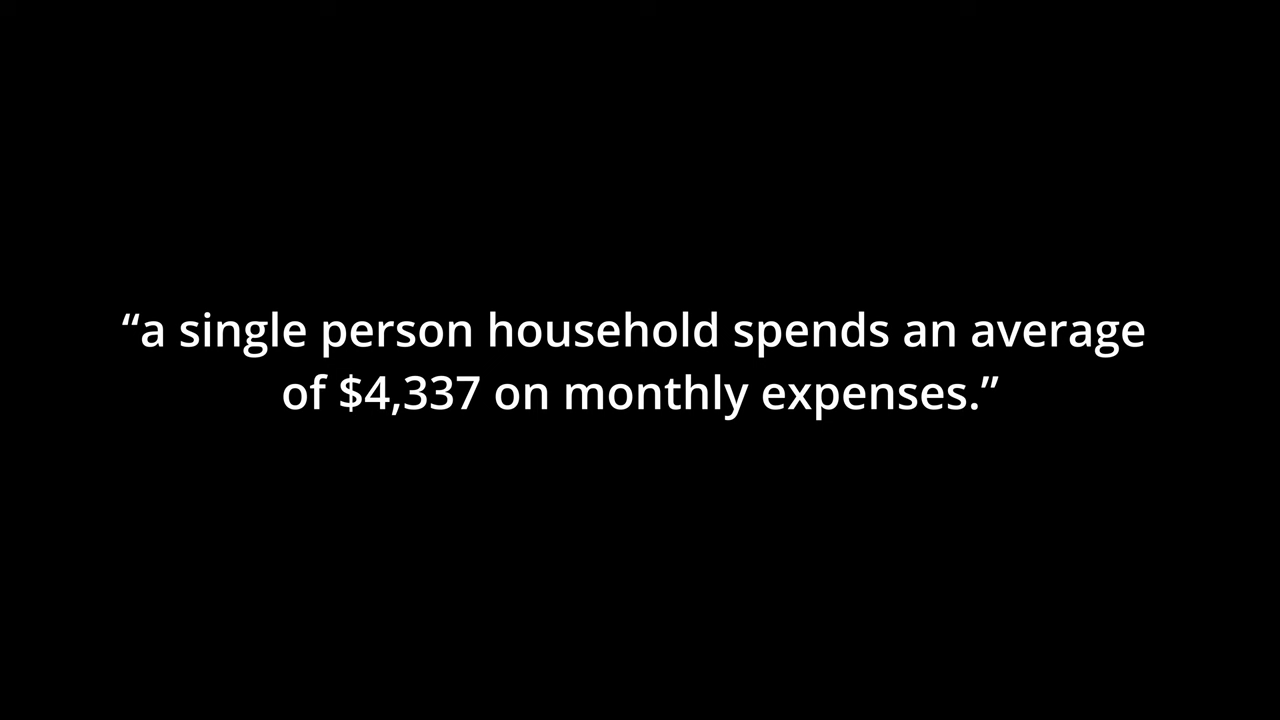 “a single person household spends an average
of $4,337 on monthly expenses.”